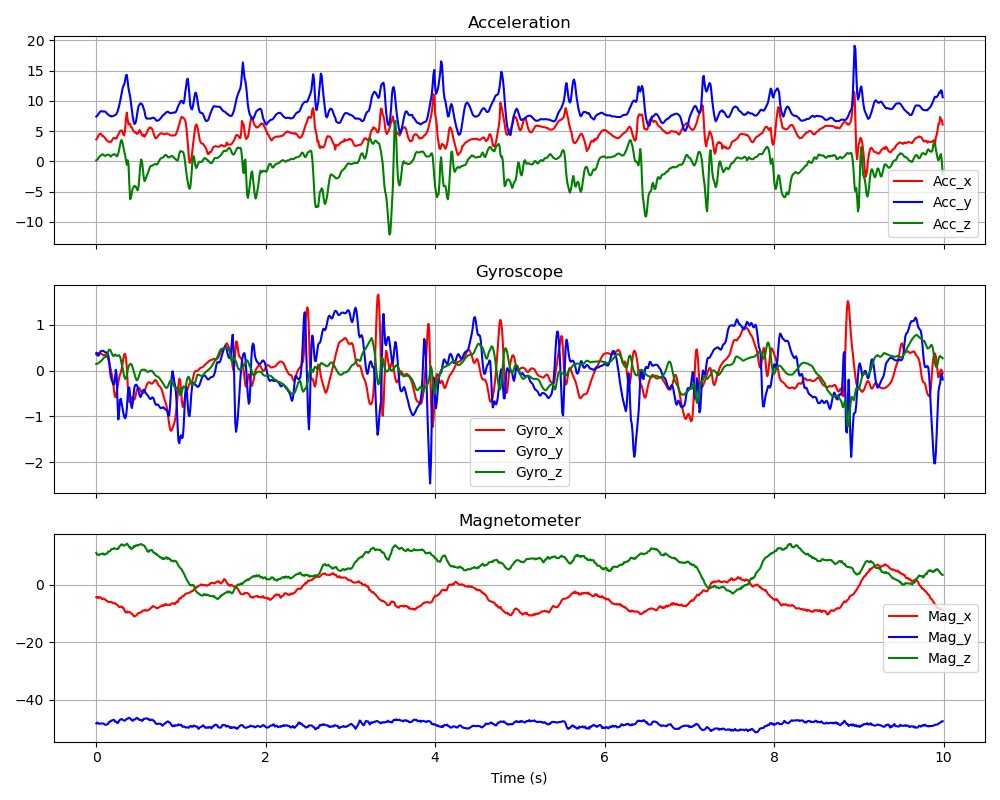 Acceleration
20
15
10
5
0
−5
−10
Acc_x
Acc_y
Acc_z
Gyroscope
1
0
−1
−2
Gyro_x
Gyro_y
Gyro_z
Magnetometer
0
−20
−40
Mag_x
Mag_y
Mag_z
0 2 4 6 8 10
Time (s)